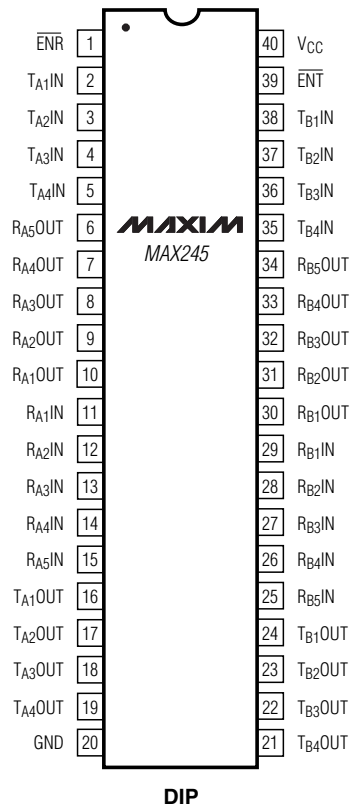 ENR 1 40 VCC
TA1IN 2 39 ENT
TA2IN 3 38 TB1IN
TA3IN 4 37 TB2IN
TA4IN 5 36 TB3IN
RA5OUT 6 MAXIM 35 TB4IN
RA4OUT 7 MAX245 34 RB5OUT
RA3OUT 8 33 RB4OUT
RA2OUT 9 32 RB3OUT
RA1OUT 10 31 RB2OUT
RA1IN 11 30 RB1OUT
RA2IN 12 29 RB1IN
RA3IN 13 28 RB2IN
RA4IN 14 27 RB3IN
RA5IN 15 26 RB4IN
TA1OUT 16 25 RB5IN
TA2OUT 17 24 TB1OUT
TA3OUT 18 23 TB2OUT
TA4OUT 19 22 TB3OUT
GND 20 21 TB4OUT
DIP